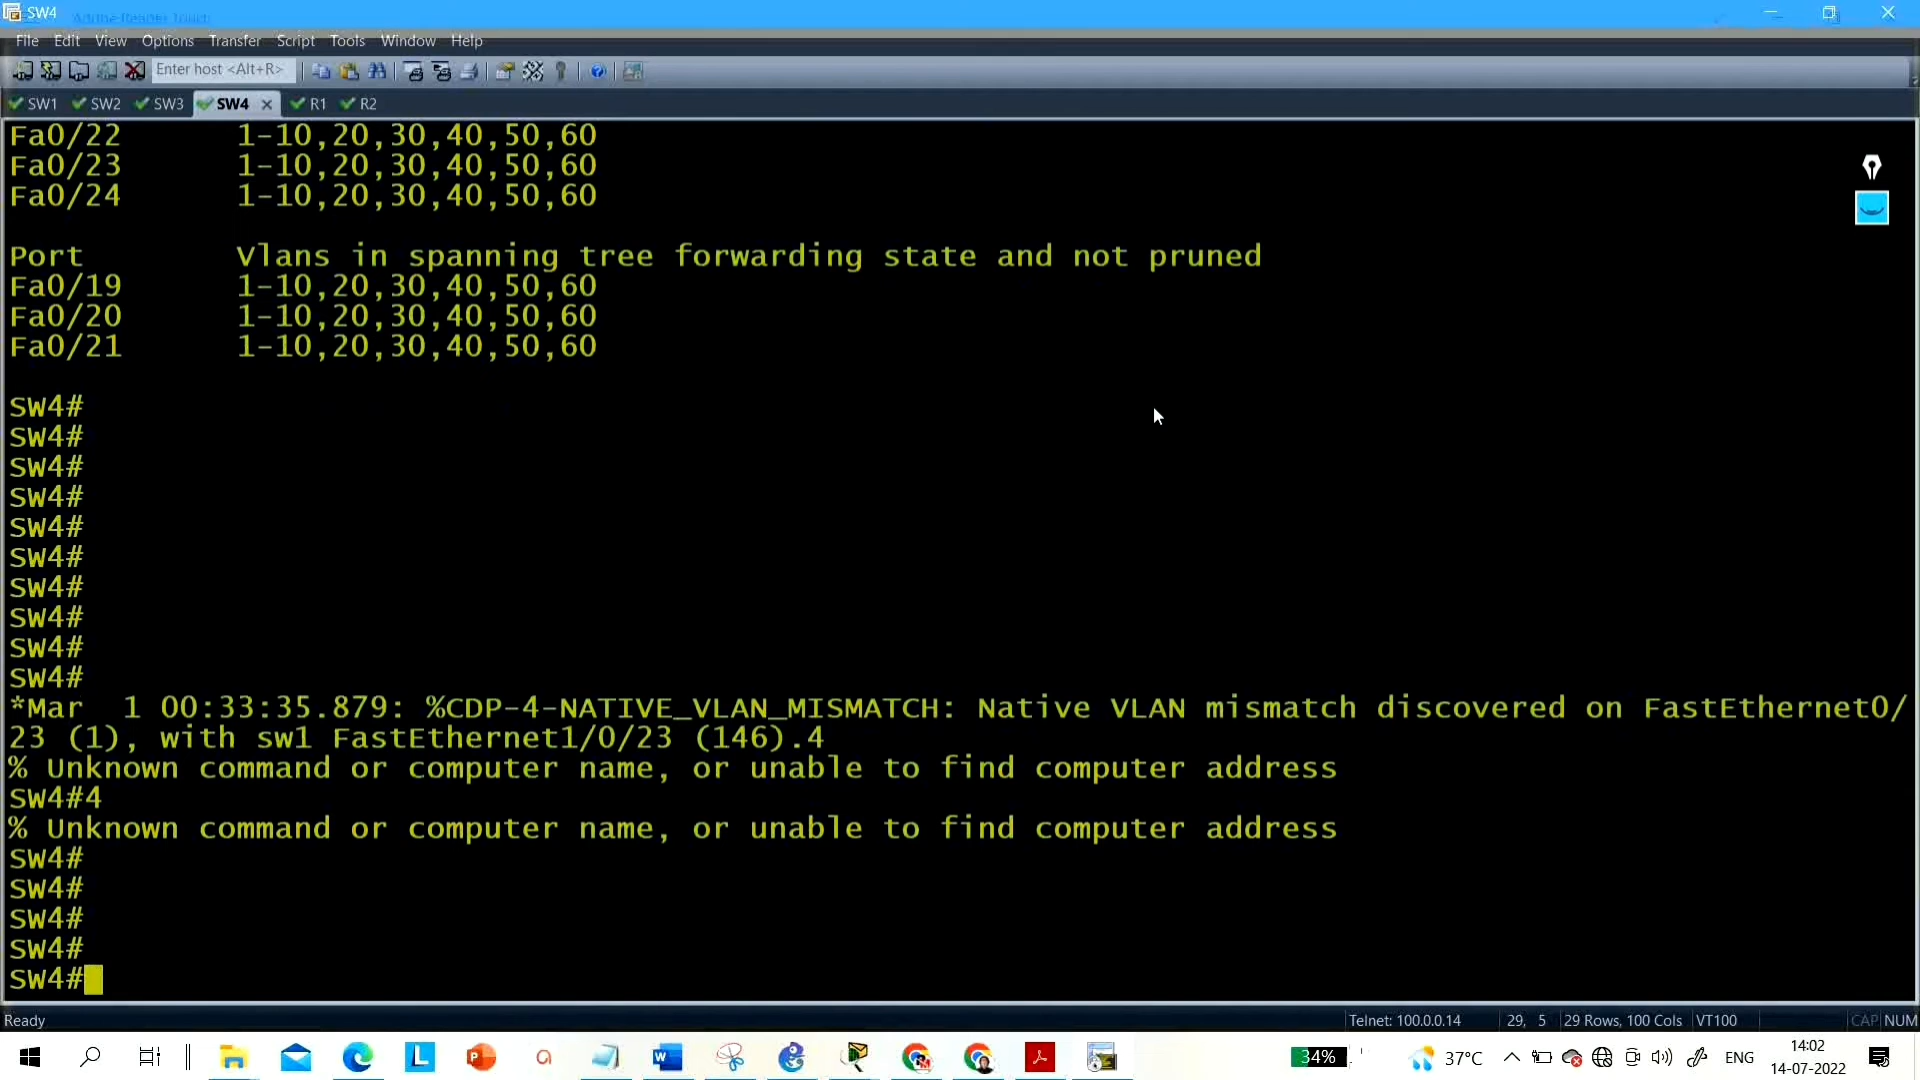 SW4
Adobe Reader Touch
File Edit View Options Transfer Script Tools Window Help
Enter host <Alt+R>
SW1 SW2 SW3 SW4 R1 R2
Fa0/22 1-10,20,30,40,50,60
Fa0/23 1-10,20,30,40,50,60
Fa0/24 1-10,20,30,40,50,60
Port Vlans in spanning tree forwarding state and not pruned
Fa0/19 1-10,20,30,40,50,60
Fa0/20 1-10,20,30,40,50,60
Fa0/21 1-10,20,30,40,50,60
SW4#
SW4#
SW4#
SW4#
SW4#
SW4#
SW4#
SW4#
SW4#
SW4#
*Mar 1 00:33:35.879: %CDP-4-NATIVE_VLAN_MISMATCH: Native VLAN mismatch discovered on FastEthernet0/
23 (1), with sw1 FastEthernet1/0/23 (146).4
% Unknown command or computer name, or unable to find computer address
SW4#4
% Unknown command or computer name, or unable to find computer address
SW4#
SW4#
SW4#
SW4#
SW4#
Ready Telnet: 100.0.0.14 29, 5 29 Rows, 100 Cols VT100 CAP NUM
34% 37°C ENG 14:02
14-07-2022